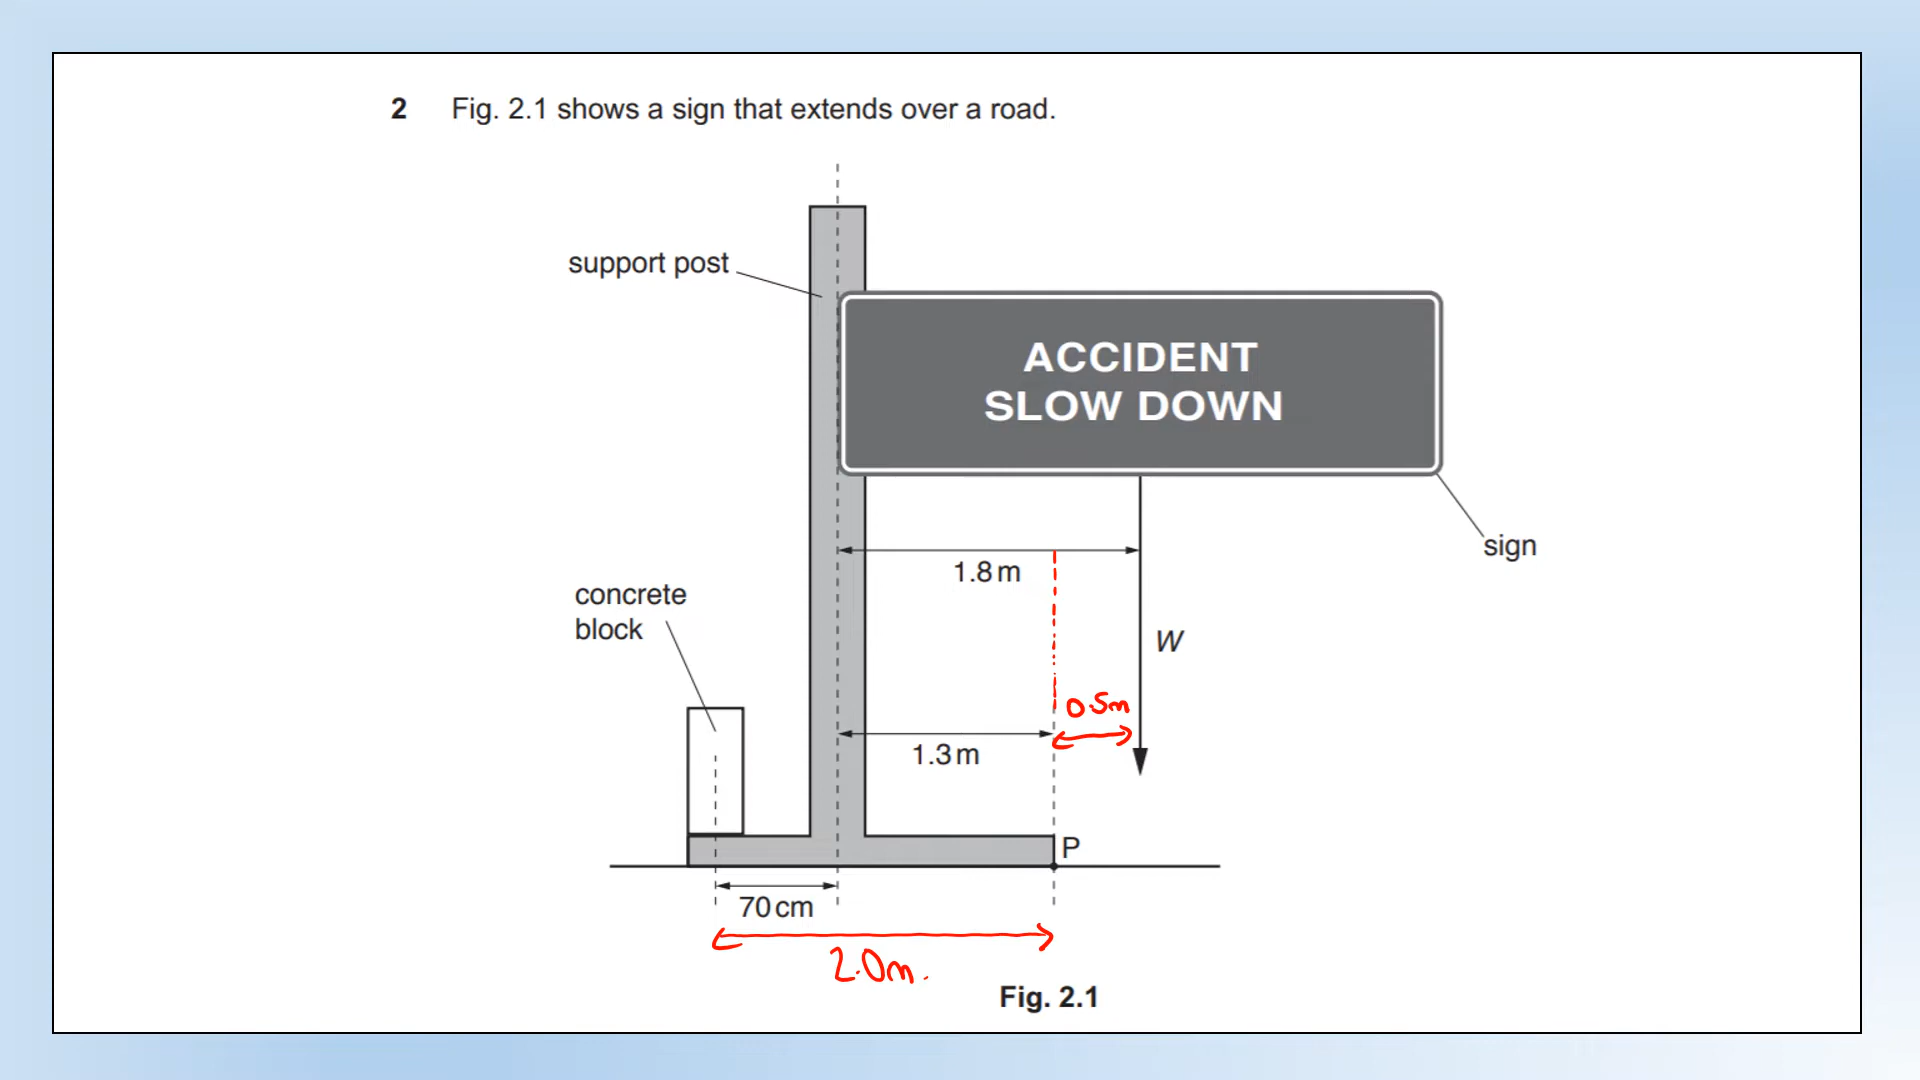 2 Fig. 2.1 shows a sign that extends over a road.
support post
ACCIDENT
SLOW DOWN
sign
1.8 m
concrete
block
W
0.5m
1.3 m
P
70 cm
2.0m.
Fig. 2.1